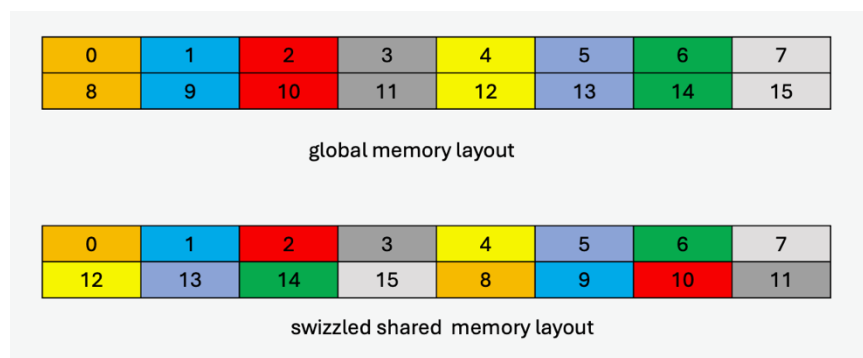 0 1 2 3 4 5 6 7
8 9 10 11 12 13 14 15
global memory layout
0 1 2 3 4 5 6 7
12 13 14 15 8 9 10 11
swizzled shared memory layout